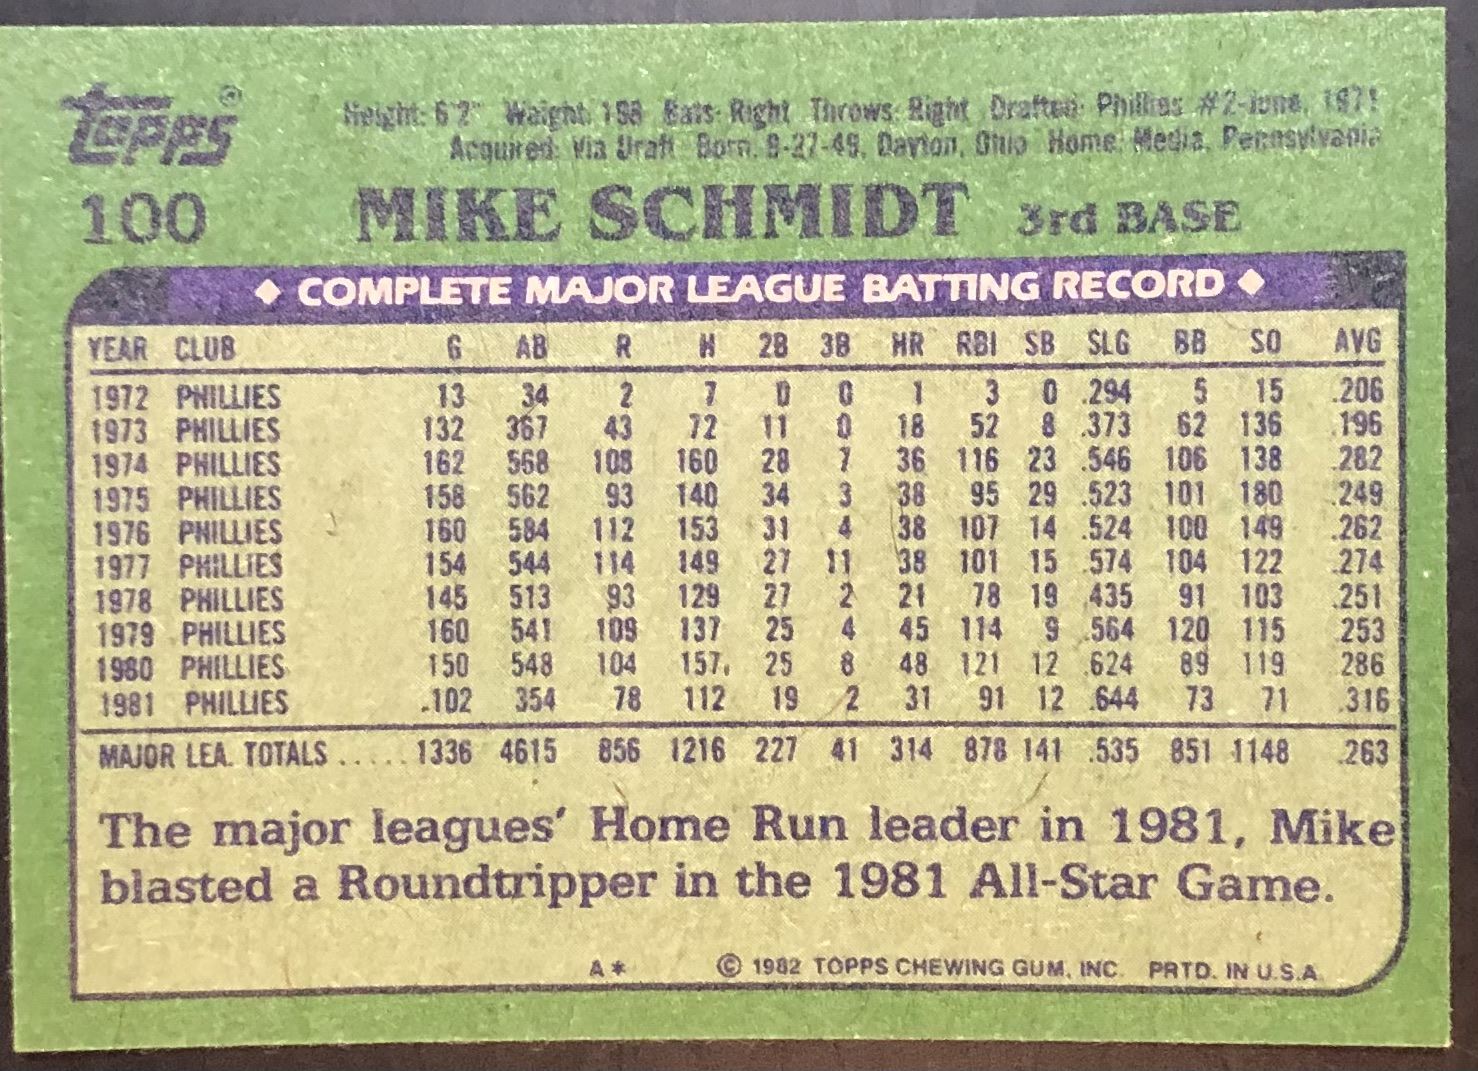 Topps®
Height: 6'2" Weight: 198 Bats: Right Throws: Right Drafted: Phillies #2-June, 1971
Acquired: Via Draft Born: 9-27-49, Dayton, Ohio Home: Media, Pennsylvania
100 MIKE SCHMIDT 3rd BASE
◆ COMPLETE MAJOR LEAGUE BATTING RECORD ◆
YEAR CLUB G AB R H 2B 3B HR RBI SB SLG BB SO AVG
1972 PHILLIES 13 34 2 7 0 0 1 3 0 .294 5 15 .206
1973 PHILLIES 132 367 43 72 11 0 18 52 8 .373 62 136 .196
1974 PHILLIES 162 568 108 160 28 7 36 116 23 .546 106 138 .282
1975 PHILLIES 158 562 93 140 34 3 38 95 29 .523 101 180 .249
1976 PHILLIES 160 584 112 153 31 4 38 107 14 .524 100 149 .262
1977 PHILLIES 154 544 114 149 27 11 38 101 15 .574 104 122 .274
1978 PHILLIES 145 513 93 129 27 2 21 78 19 .435 91 103 .251
1979 PHILLIES 160 541 109 137 25 4 45 114 9 .564 120 115 .253
1980 PHILLIES 150 548 104 157 25 8 48 121 12 .624 89 119 .286
1981 PHILLIES 102 354 78 112 19 2 31 91 12 .644 73 71 .316
MAJOR LEA. TOTALS ..... 1336 4615 856 1216 227 41 314 878 141 .535 851 1148 .263
The major leagues' Home Run leader in 1981, Mike
blasted a Roundtripper in the 1981 All-Star Game.
A* © 1982 TOPPS CHEWING GUM, INC. PRTD. IN U.S.A.